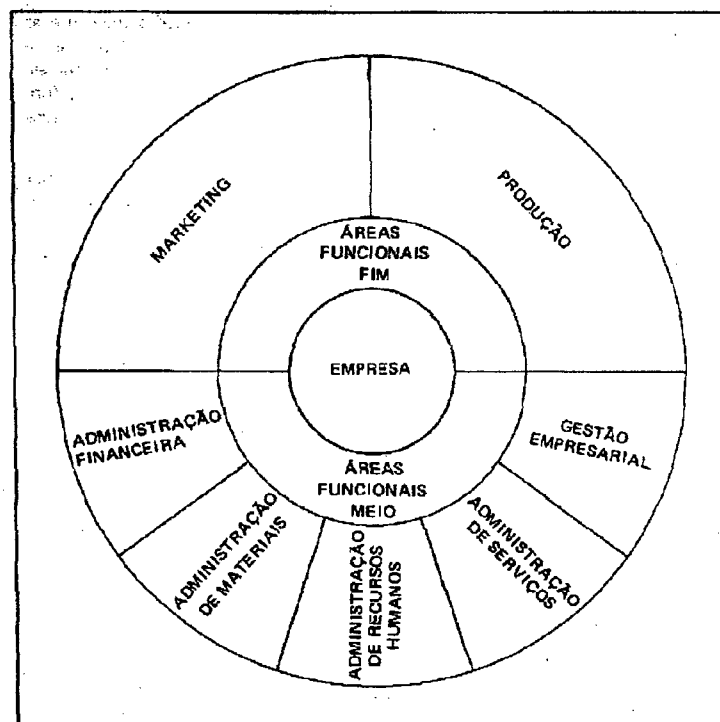 MARKETING
PRODUÇÃO
ÁREAS
FUNCIONAIS
FIM
EMPRESA
ADMINISTRAÇÃO
FINANCEIRA
GESTÃO
EMPRESARIAL
ÁREAS
FUNCIONAIS
MEIO
ADMINISTRAÇÃO
DE MATERIAIS
ADMINISTRAÇÃO
DE RECURSOS
HUMANOS
ADMINISTRAÇÃO
DE SERVIÇOS